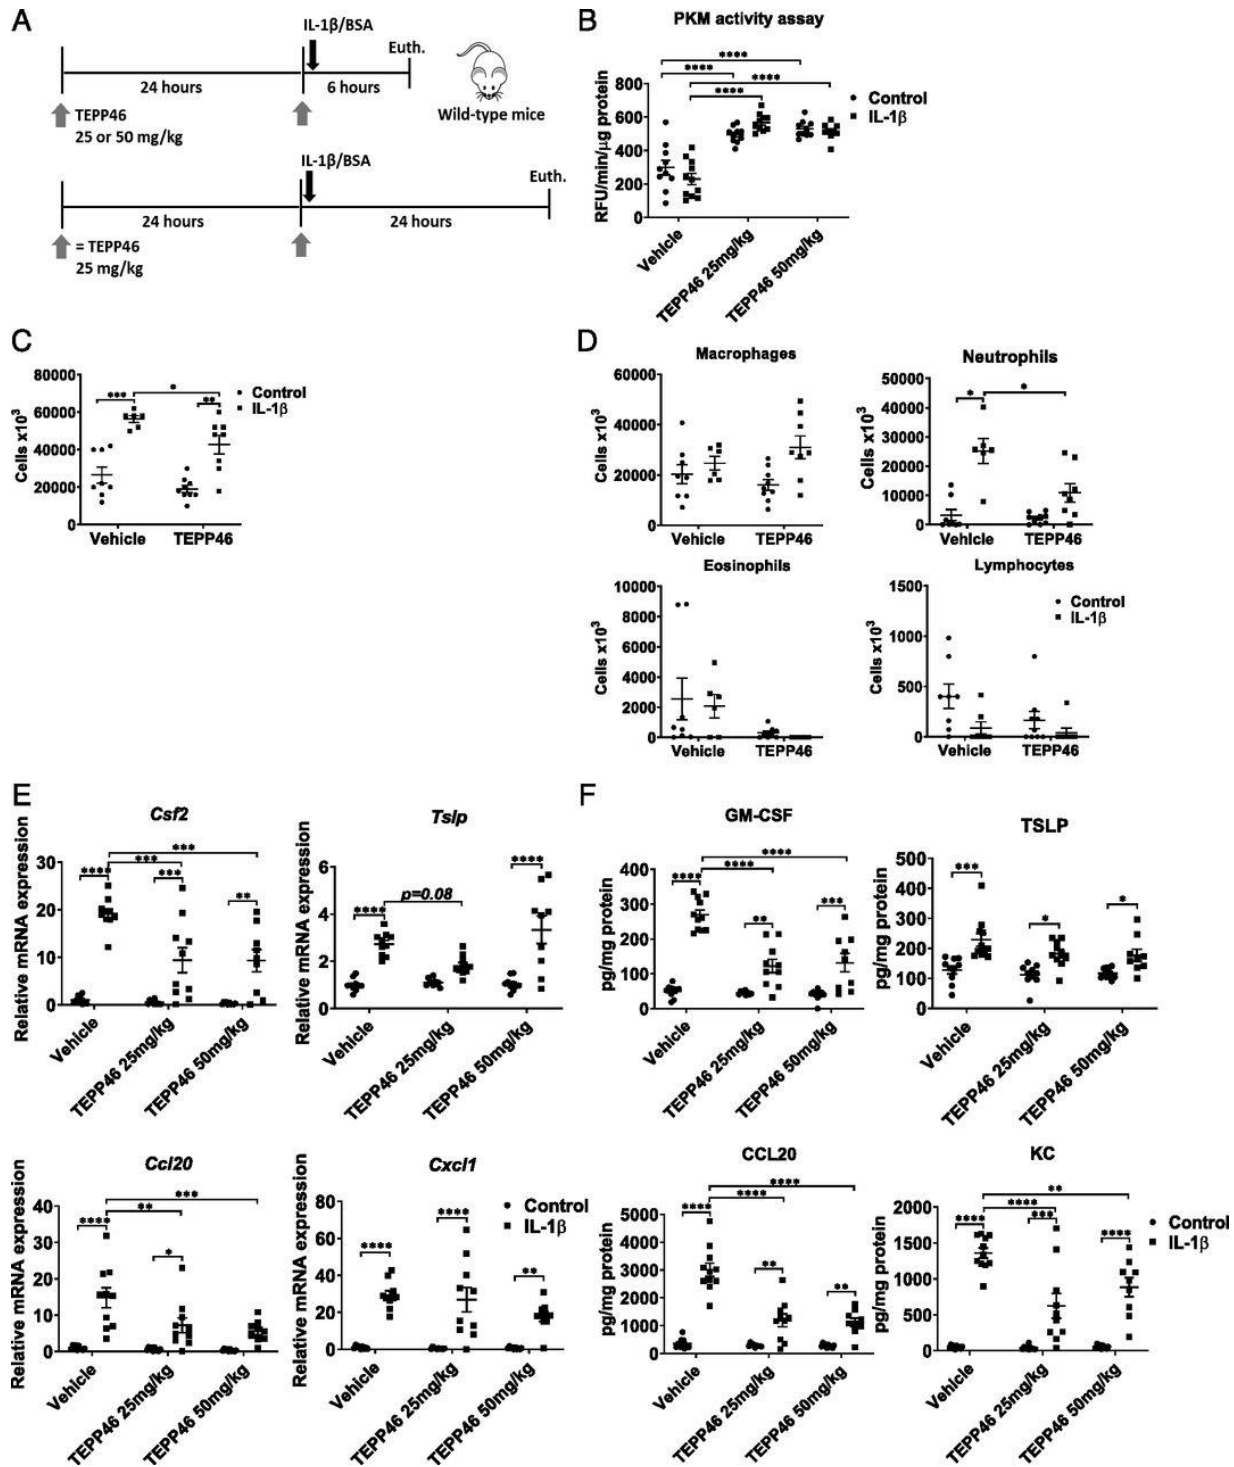 A
IL-1β/BSA
Euth.
24 hours
6 hours
TEPP46
25 or 50 mg/kg
Wild-type mice
IL-1β/BSA
Euth.
24 hours
24 hours
= TEPP46
25 mg/kg
B
PKM activity assay
RFU/min/μg protein
800
600
400
200
0
****
****
****
****
Control
IL-1β
Vehicle
TEPP46 25mg/kg
TEPP46 50mg/kg
C
Cells x10³
80000
60000
40000
20000
0
***
*
**
Control
IL-1β
Vehicle
TEPP46
D
Macrophages
Cells x10³
60000
40000
20000
0
Vehicle
TEPP46
Neutrophils
Cells x10³
50000
40000
30000
20000
10000
0
*
*
Vehicle
TEPP46
Eosinophils
Cells x10³
10000
8000
6000
4000
2000
0
Vehicle
TEPP46
Lymphocytes
Cells x10³
1500
1000
500
0
Control
IL-1β
Vehicle
TEPP46
E
Csf2
Relative mRNA expression
30
20
10
0
****
***
***
***
**
Vehicle
TEPP46 25mg/kg
TEPP46 50mg/kg
Tslp
Relative mRNA expression
6
4
2
0
****
p=0.08
****
Vehicle
TEPP46 25mg/kg
TEPP46 50mg/kg
F
GM-CSF
pg/mg protein
400
300
200
100
0
****
****
****
**
***
Vehicle
TEPP46 25mg/kg
TEPP46 50mg/kg
TSLP
pg/mg protein
500
400
300
200
100
0
***
*
*
Vehicle
TEPP46 25mg/kg
TEPP46 50mg/kg
Ccl20
Relative mRNA expression
40
30
20
10
0
****
**
***
*
Vehicle
TEPP46 25mg/kg
TEPP46 50mg/kg
Cxcl1
Relative mRNA expression
80
60
40
20
0
****
****
**
Control
IL-1β
Vehicle
TEPP46 25mg/kg
TEPP46 50mg/kg
CCL20
pg/mg protein
5000
4000
3000
2000
1000
0
****
****
****
**
**
Vehicle
TEPP46 25mg/kg
TEPP46 50mg/kg
KC
pg/mg protein
2000
1500
1000
500
0
****
****
**
***
****
Control
IL-1β
Vehicle
TEPP46 25mg/kg
TEPP46 50mg/kg